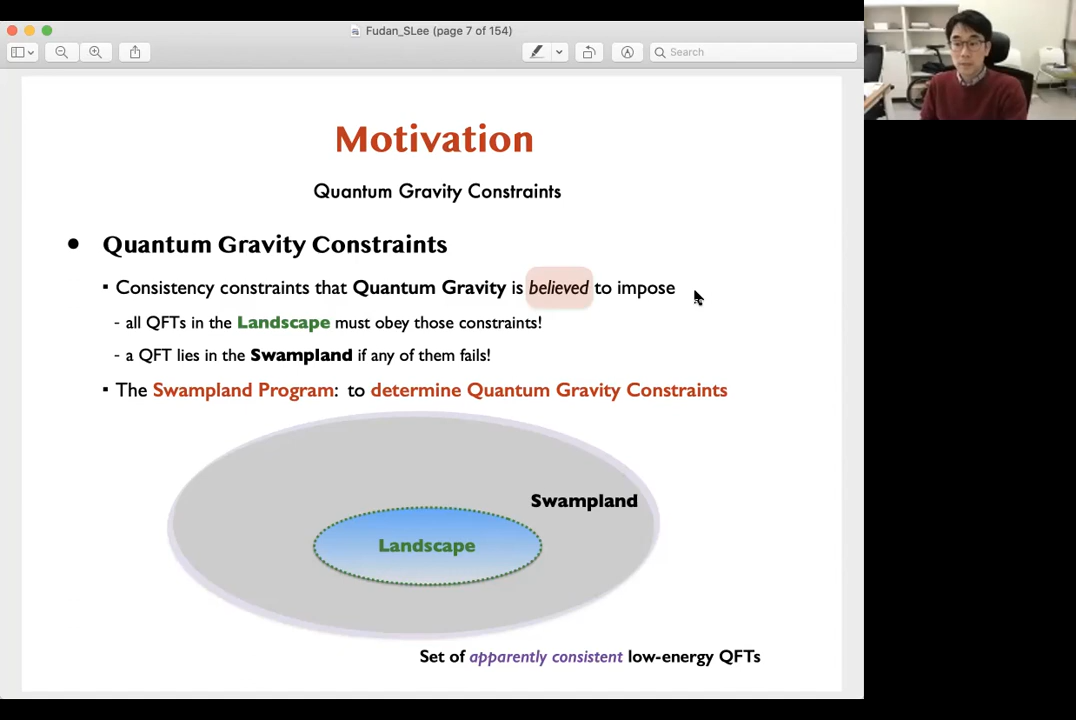 Fudan_SLee (page 7 of 154)
Search
Motivation
Quantum Gravity Constraints
• Quantum Gravity Constraints
▪ Consistency constraints that Quantum Gravity is believed to impose
- all QFTs in the Landscape must obey those constraints!
- a QFT lies in the Swampland if any of them fails!
▪ The Swampland Program: to determine Quantum Gravity Constraints
Swampland
Landscape
Set of apparently consistent low-energy QFTs